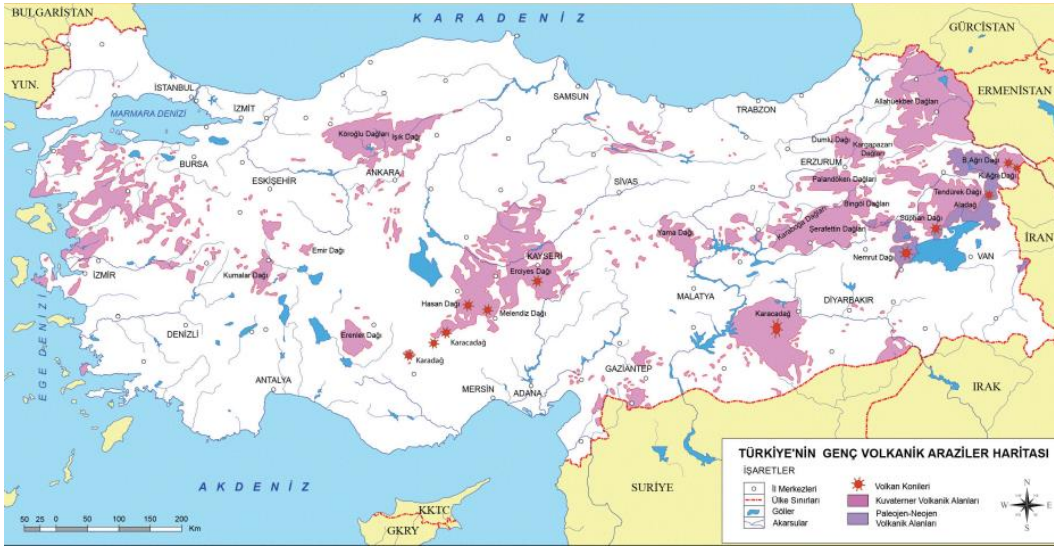 BULGARİSTAN
KARADENİZ
GÜRCİSTAN
YUN.
İSTANBUL
İZMİT
SAMSUN
TRABZON
ERMENİSTAN
MARMARA DENİZİ
Allahüekber Dağları
Köroğlu Dağları
Işık Dağı
Dumlu Dağı
Kargapazarı
Dağları
BURSA
ERZURUM
B.Ağrı Dağı
K.Ağrı Dağı
ESKİŞEHİR
ANKARA
SİVAS
Palandöken Dağları
Tendürek Dağı
Bingöl Dağları
Aladağ
Karaboğa Dağları
Süphan Dağı
Şerafettin Dağları
Yama Dağı
İRAN
Emir Dağı
KAYSERİ
Nemrut Dağı
VAN
İZMİR
Kumalar Dağı
Erciyes Dağı
EGE DENİZİ
Hasan Dağı
MALATYA
DİYARBAKIR
Melendiz Dağı
DENİZLİ
Erenler Dağı
Karacadağ
Karacadağ
Karadağ
GAZİANTEP
ANTALYA
MERSİN
ADANA
IRAK
TÜRKİYE'NİN GENÇ VOLKANİK ARAZİLER HARİTASI
İŞARETLER
İl Merkezleri
Volkan Konileri
Ülke Sınırları
Kuvaterner Volkanik Alanları
Göller
Paleojen-Neojen
Volkanik Alanları
Akarsular
N
W
E
S
AKDENİZ
SURİYE
KKTC
GKRY
50 25 0 50 100 150 200
Km